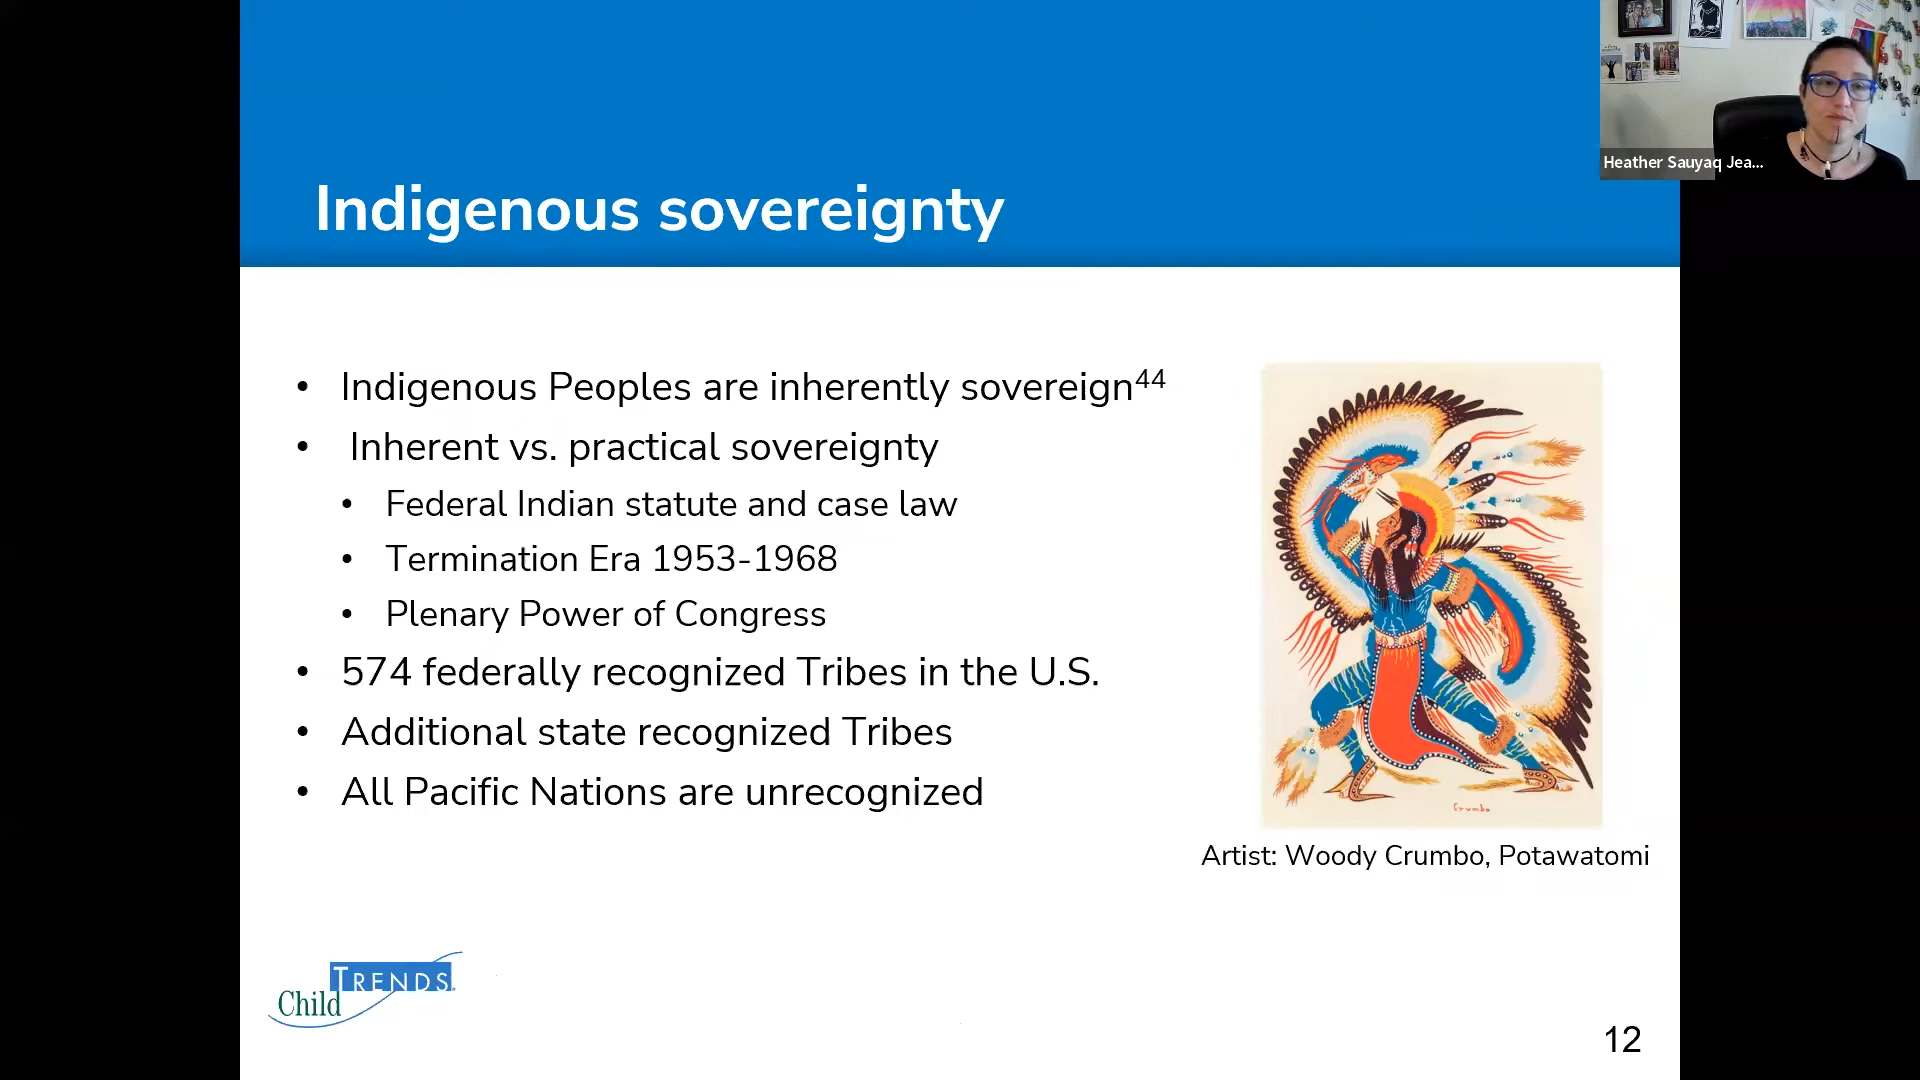 Heather Sauyaq Jea...
Indigenous sovereignty
• Indigenous Peoples are inherently sovereign44
• Inherent vs. practical sovereignty
• Federal Indian statute and case law
• Termination Era 1953-1968
• Plenary Power of Congress
• 574 federally recognized Tribes in the U.S.
• Additional state recognized Tribes
• All Pacific Nations are unrecognized
Crumbo
Artist: Woody Crumbo, Potawatomi
Child TRENDS
12